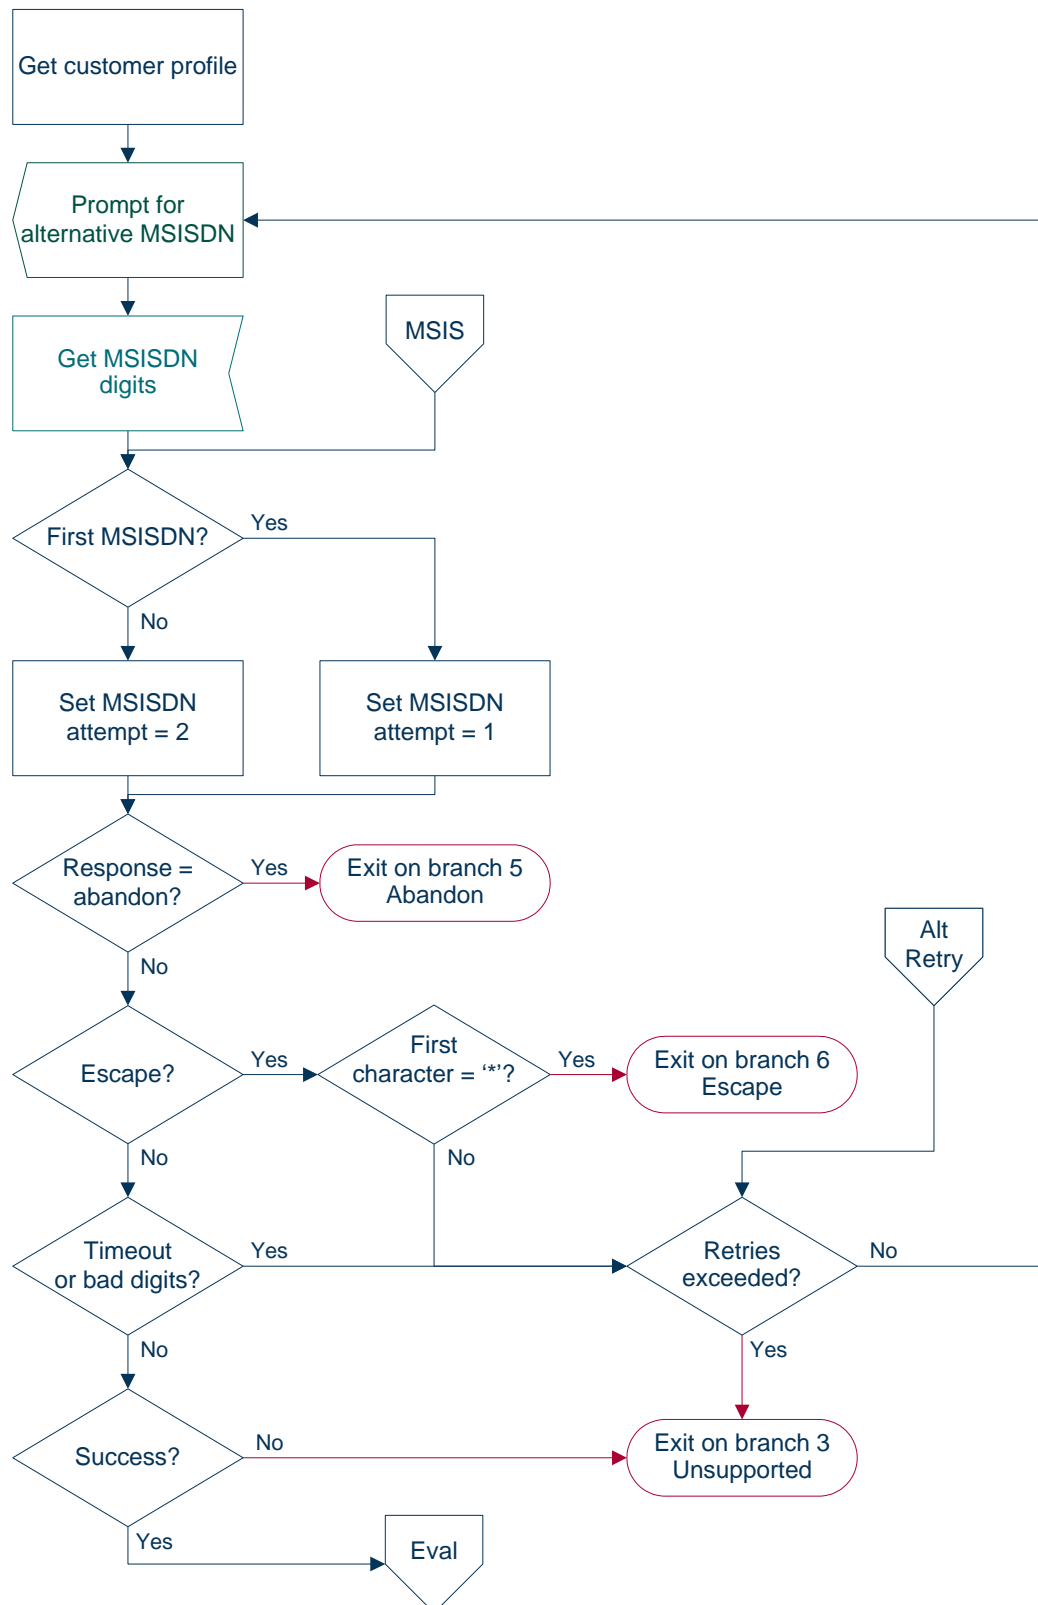 Get customer profile
Prompt for
alternative MSISDN
Get MSISDN
digits
MSIS
First MSISDN?
Yes
No
Set MSISDN
attempt = 2
Set MSISDN
attempt = 1
Response =
abandon?
Yes
Exit on branch 5
Abandon
No
Alt
Retry
Escape?
Yes
First
character = ‘*’?
Yes
Exit on branch 6
Escape
No
No
Timeout
or bad digits?
Yes
Retries
exceeded?
No
No
Yes
Success?
No
Exit on branch 3
Unsupported
Yes
Eval